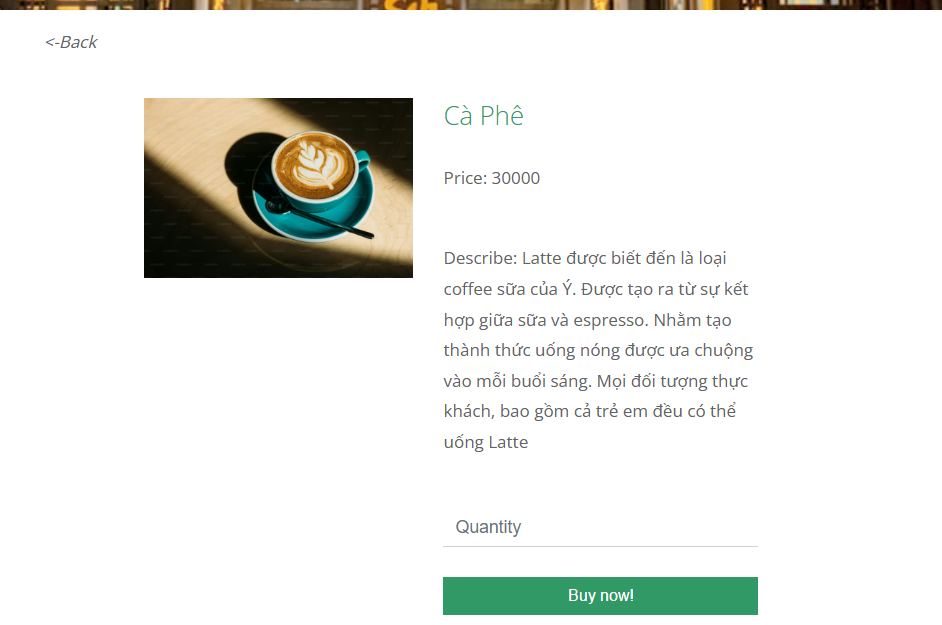 <-Back
Cà Phê
Price: 30000
Describe: Latte được biết đến là loại
coffee sữa của Ý. Được tạo ra từ sự kết
hợp giữa sữa và espresso. Nhằm tạo
thành thức uống nóng được ưa chuộng
vào mỗi buổi sáng. Mọi đối tượng thực
khách, bao gồm cả trẻ em đều có thể
uống Latte
Quantity
Buy now!